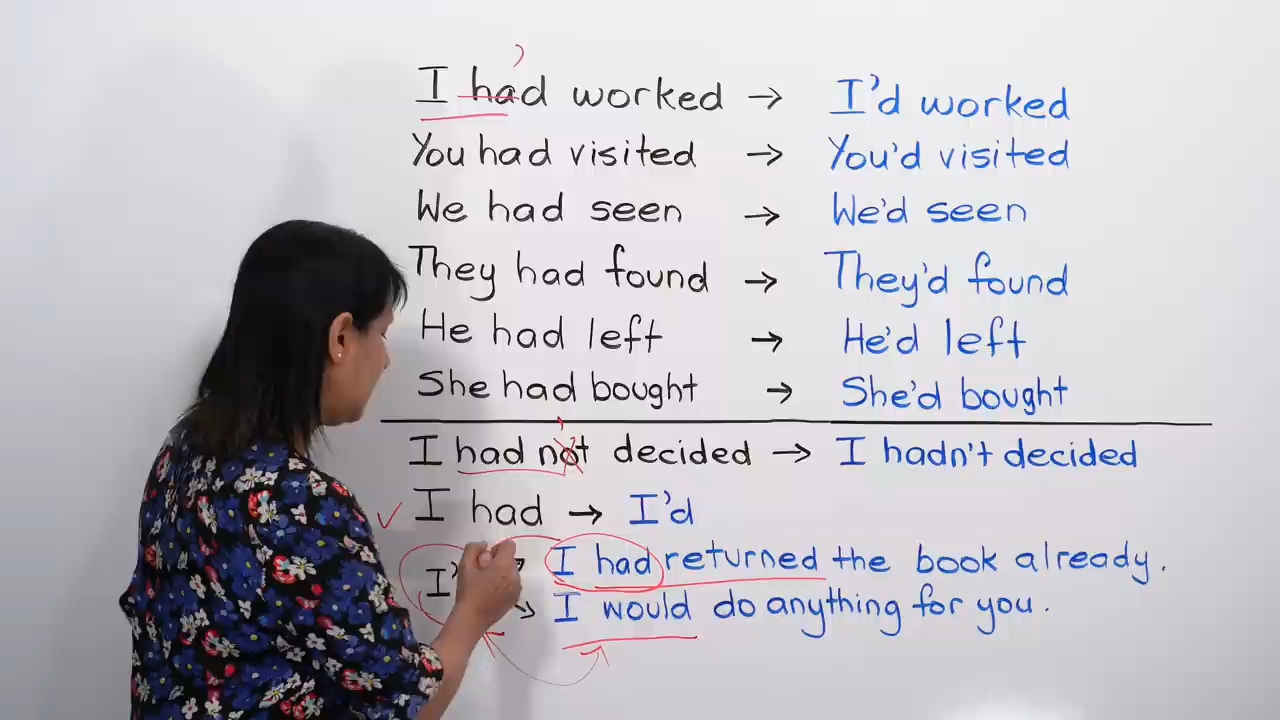 I had worked → I'd worked
You had visited → You'd visited
We had seen → We'd seen
They had found → They'd found
He had left → He'd left
She had bought → She'd bought
I had not decided → I hadn't decided
I had → I'd
I had returned the book already.
I would do anything for you.